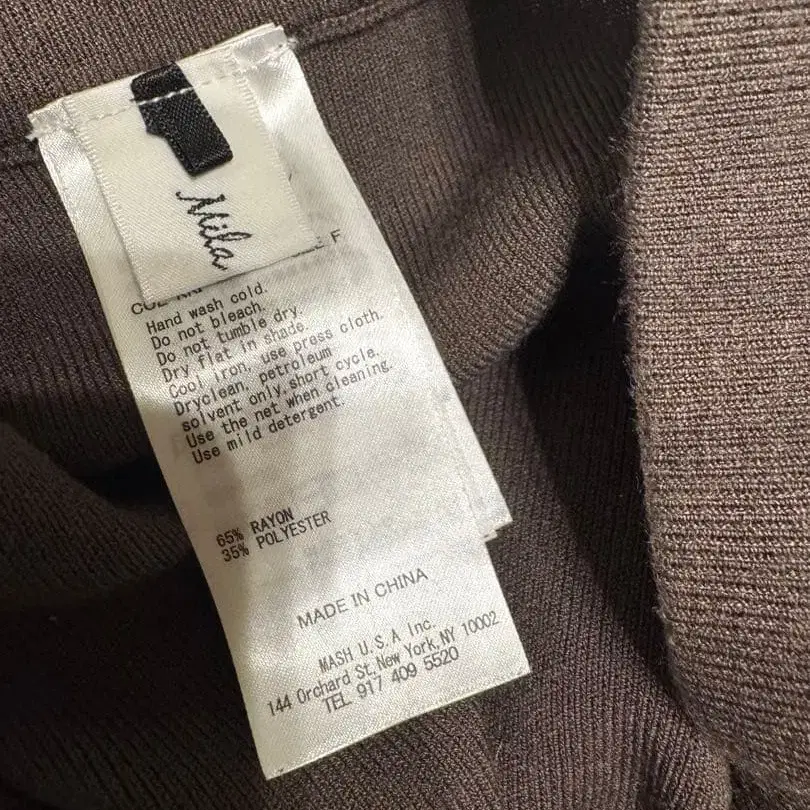 Mila
F
Hand wash cold.
Do not bleach.
Do not tumble dry.
Dry flat in shade.
Cool iron, use press cloth.
Dryclean, petroleum
solvent only,short cycle.
Use the net when cleaning.
Use mild detergent.
65% RAYON
35% POLYESTER
MADE IN CHINA
MASH U.S.A Inc.
144 Orchard St,New York,NY 10002
TEL 917 409 5520